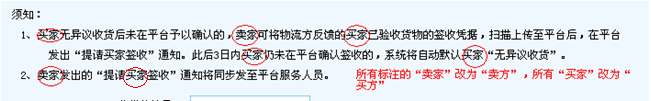 须知：
1、买家无异议收货后未在平台予以确认的，卖家可将物流方反馈的买家已验收货物的签收凭据，扫描上传至平台后，在平台
发出“提请买家签收”通知。此后3日内买家仍未在平台确认签收的，系统将自动默认买家“无异议收货”。
2、卖家发出的“提请买家签收”通知将同步发至平台服务人员。 所有标注的“卖家”改为“卖方”，所有“买家”改为“
买方”